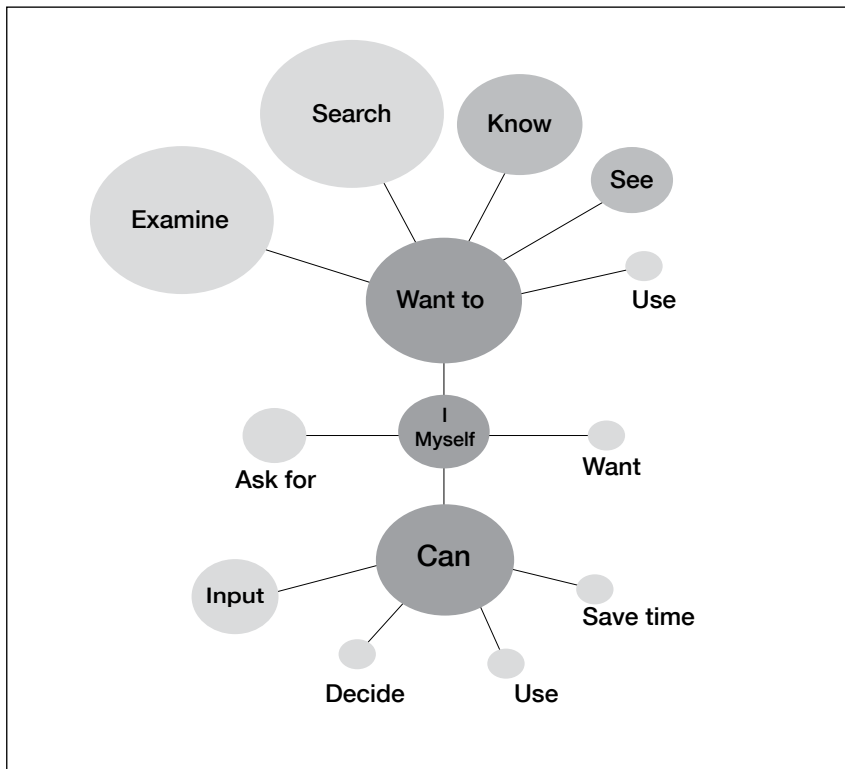 Search
Know
See
Examine
Want to
Use
I
Myself
Ask for
Want
Can
Input
Save time
Decide
Use